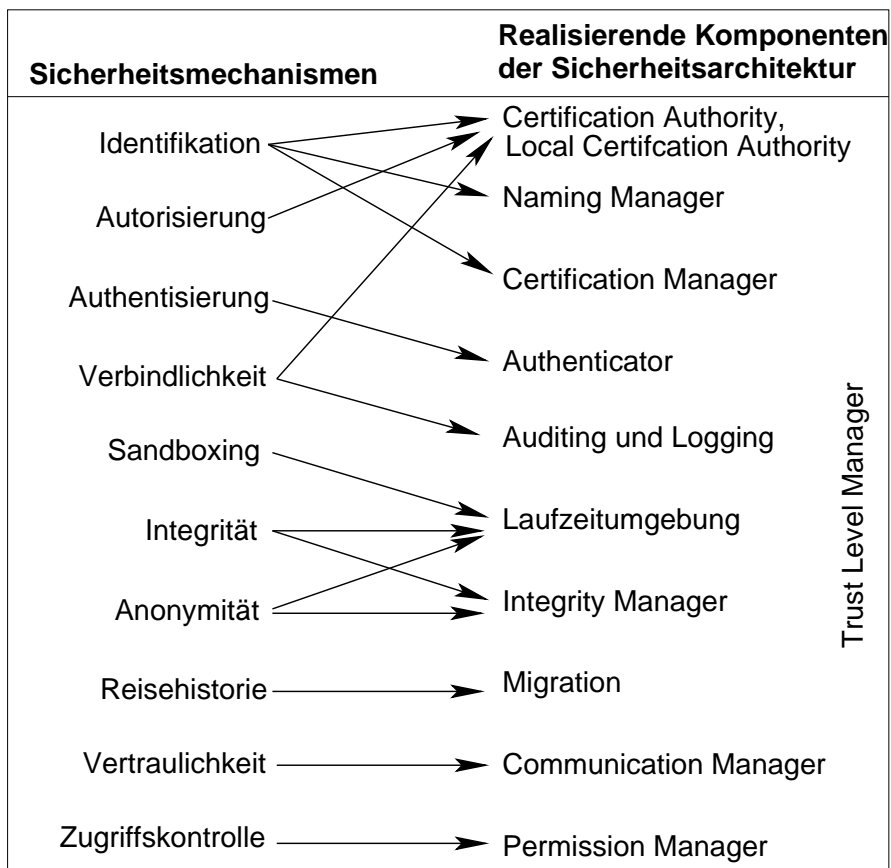 Sicherheitsmechanismen
Realisierende Komponenten
der Sicherheitsarchitektur
Identifikation
Autorisierung
Authentisierung
Verbindlichkeit
Sandboxing
Integrität
Anonymität
Reisehistorie
Vertraulichkeit
Zugriffskontrolle
Certification Authority,
Local Certifcation Authority
Naming Manager
Certification Manager
Authenticator
Auditing und Logging
Laufzeitumgebung
Integrity Manager
Migration
Communication Manager
Permission Manager
Trust Level Manager